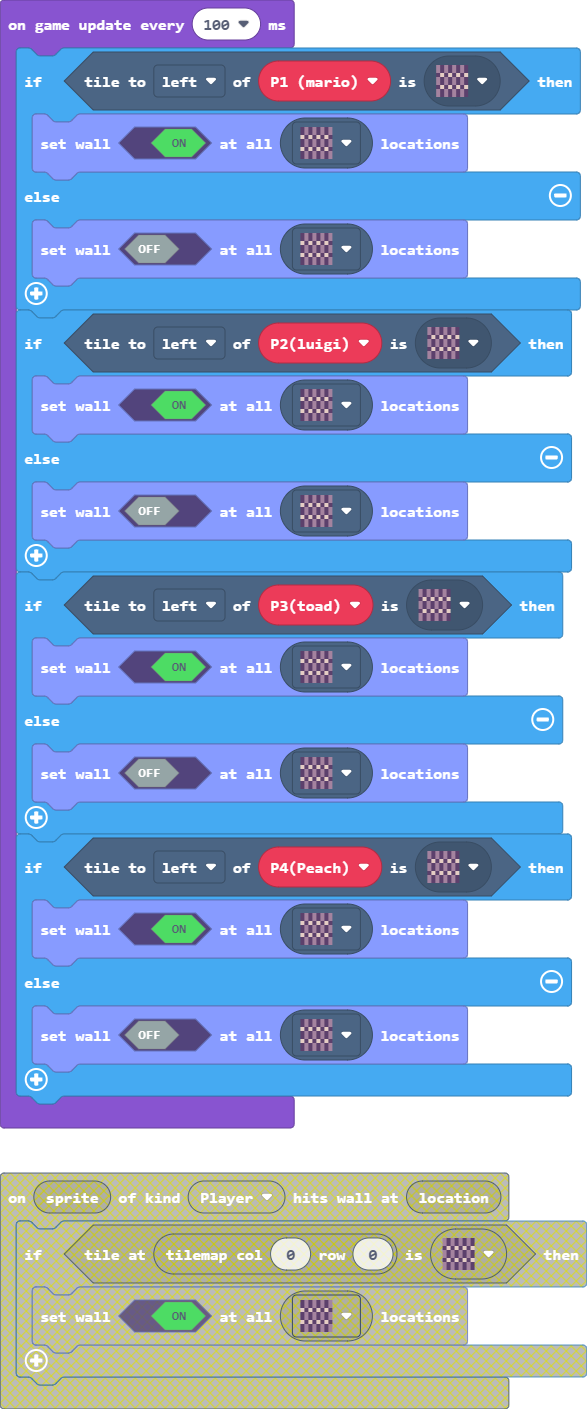 on game update every 100 ms
if tile to left of P1 (mario) is then
set wall ON at all locations
else
set wall OFF at all locations
if tile to left of P2(luigi) is then
set wall ON at all locations
else
set wall OFF at all locations
if tile to left of P3(toad) is then
set wall ON at all locations
else
set wall OFF at all locations
if tile to left of P4(Peach) is then
set wall ON at all locations
else
set wall OFF at all locations
on sprite of kind Player hits wall at location
if tile at tilemap col 0 row 0 is then
set wall ON at all locations